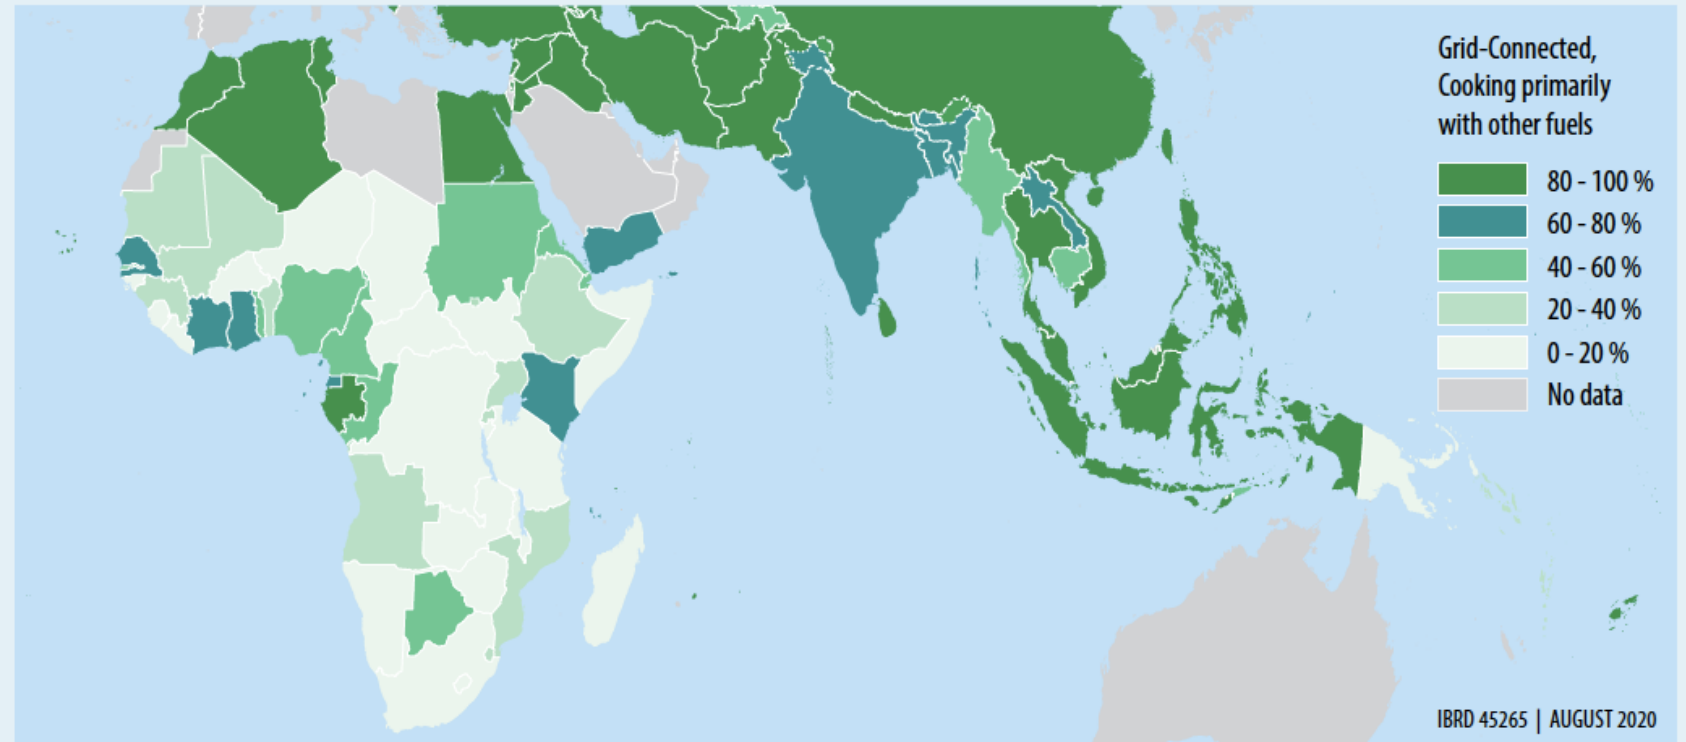 Grid-Connected,
Cooking primarily
with other fuels
80 - 100 %
60 - 80 %
40 - 60 %
20 - 40 %
0 - 20 %
No data
IBRD 45265 | AUGUST 2020